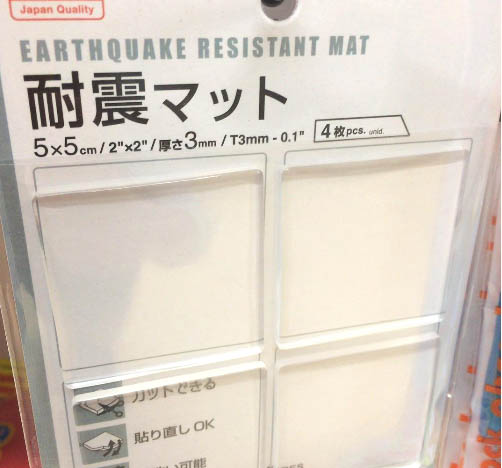 Japan Quality
EARTHQUAKE RESISTANT MAT
耐震マット
5×5cm / 2"×2" / 厚さ3mm / T3mm - 0.1" 4枚pcs. unid.
カットできる
貼り直しOK
可能